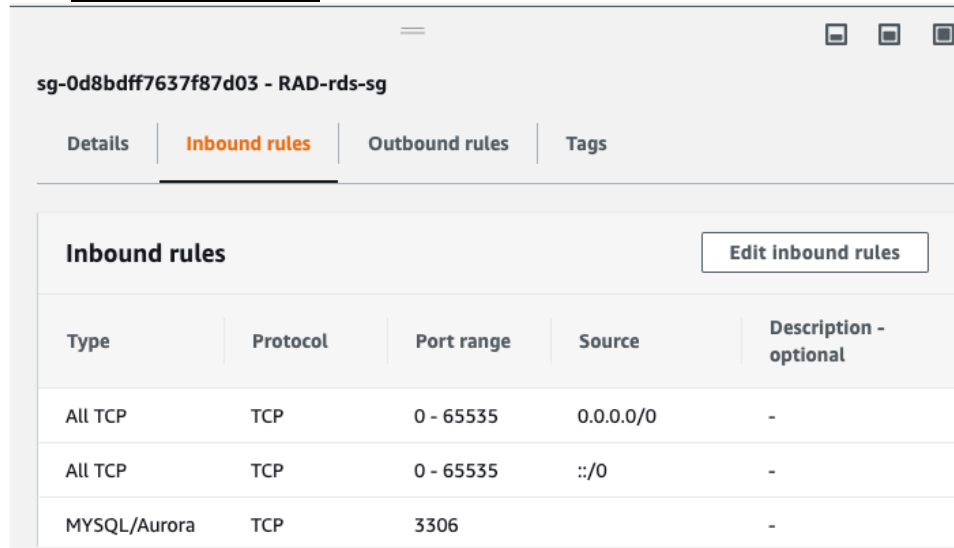 sg-0d8bdff7637f87d03 - RAD-rds-sg
Details Inbound rules Outbound rules Tags
Inbound rules Edit inbound rules
Type Protocol Port range Source Description - optional
All TCP TCP 0 - 65535 0.0.0.0/0 -
All TCP TCP 0 - 65535 ::/0 -
MYSQL/Aurora TCP 3306 -